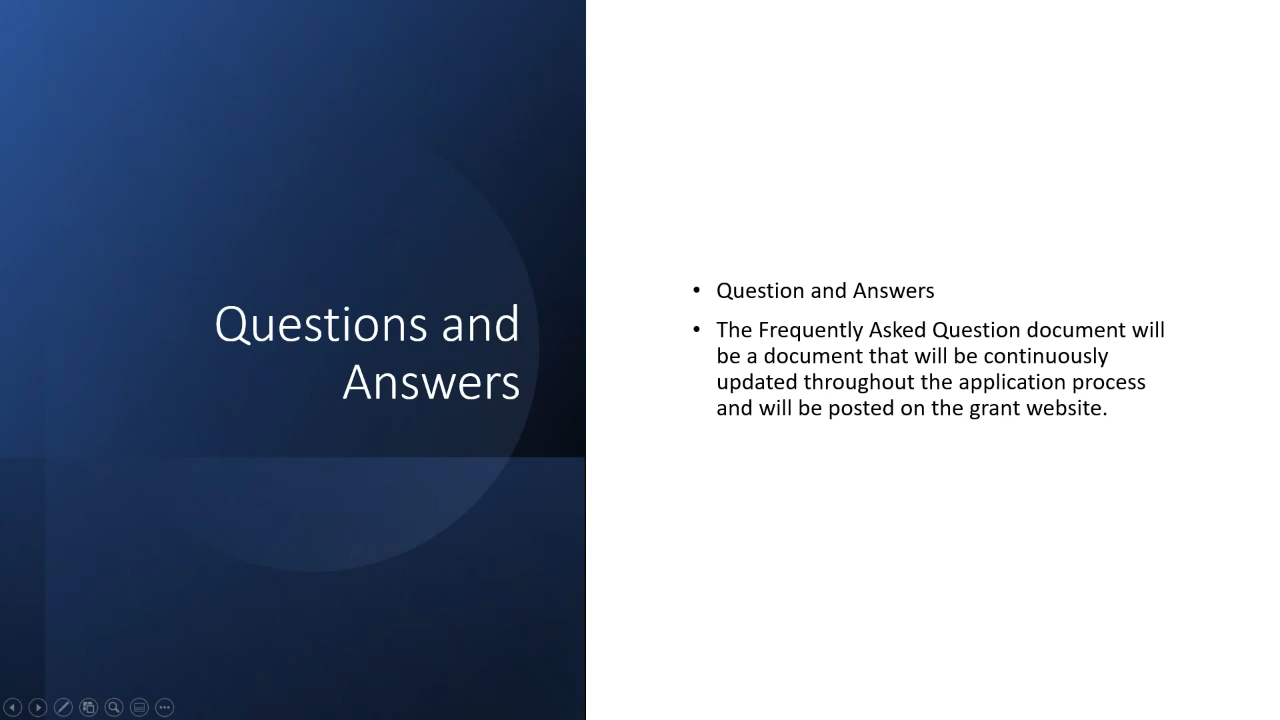 Questions and
Answers
• Question and Answers
• The Frequently Asked Question document will
be a document that will be continuously
updated throughout the application process
and will be posted on the grant website.